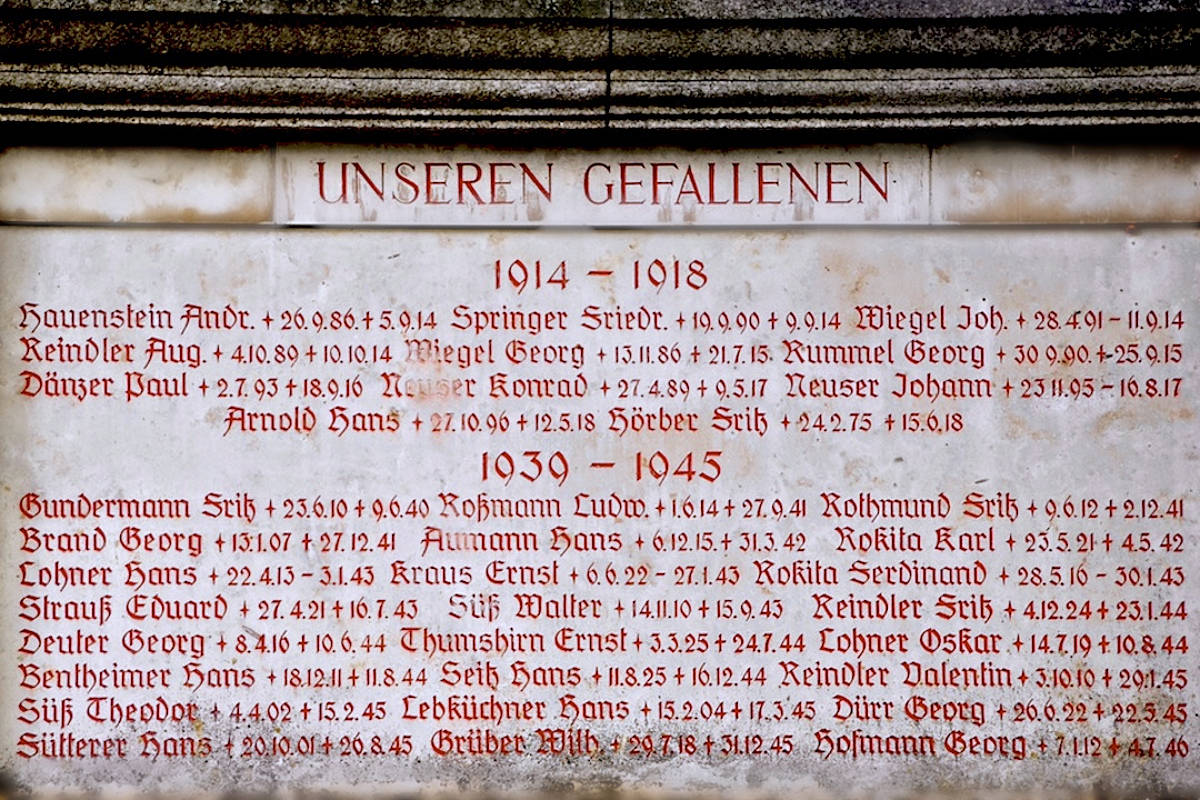 UNSEREN GEFALLENEN
1914 – 1918
Hauenstein Andr. + 26.9.86. + 5.9.14 Springer Friedr. + 19.9.90 + 9.9.14 Wiegel Joh. + 28.4.91 – 11.9.14
Reindler Aug. + 4.10.89 + 10.10.14 Wiegel Georg + 13.11.86 + 21.7.15. Rummel Georg + 30 9.90. + -25.9.15
Dänzer Paul + 2.7.93 + 18.9.16 Neuser Konrad + 27.4.89 + 9.5.17 Neuser Johann + 23 11.95 – 16.8.17
Arnold Hans + 27.10.96 + 12.5.18 Hörber Fritz + 24.2.75 + 15.6.18
1939 – 1945
Gundermann Fritz + 23.6.10 + 9.6.40 Roßmann Ludw. + 1.6.14 + 27.9.41 Rothmund Fritz + 9.6.12 + 2.12.41
Brand Georg + 13.1.07 + 27.12.41 Aumann Hans + 6.12.15. + 31.3.42 Rokita Karl + 23.5.21 + 4.5.42
Lohner Hans + 22.4.13 – 3.1.43 Kraus Ernst + 6.6.22 – 27.1.43 Rokita Ferdinand + 28.5.16 – 30.1.43
Strauß Eduard + 27.4.21 + 16.7.43 Süß Walter + 14.11.10 + 15.9.43 Reindler Fritz + 4.12.24 + 23.1.44
Deuter Georg + 8.4.16 + 10.6.44 Thumshirn Ernst + 3.3.25 + 24.7.44 Lohner Oskar + 14.7.19 + 10.8.44
Bentheimer Hans + 18.12.11 + 11.8.44 Seitz Hans + 11.8.25 + 16.12.44 Reindler Valentin + 3.10.10 + 29.1.45
Süß Theodor + 4.4.02 + 15.2.45 Lebküchner Hans + 15.2.04 + 17.3.45 Dürr Georg + 26.6.22 + 22.5.45
Sütterer Hans + 20.10.01 + 26.8.45 Grüber Wilh. + 29.7.18 + 31.12.45 Hofmann Georg + 7.1.12 + 4.7.46